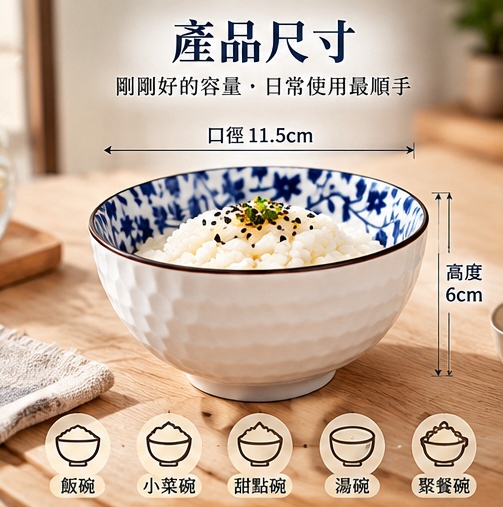 產品尺寸
剛剛好的容量・日常使用最順手
口徑 11.5cm
高度
6cm
飯碗
小菜碗
甜點碗
湯碗
聚餐碗